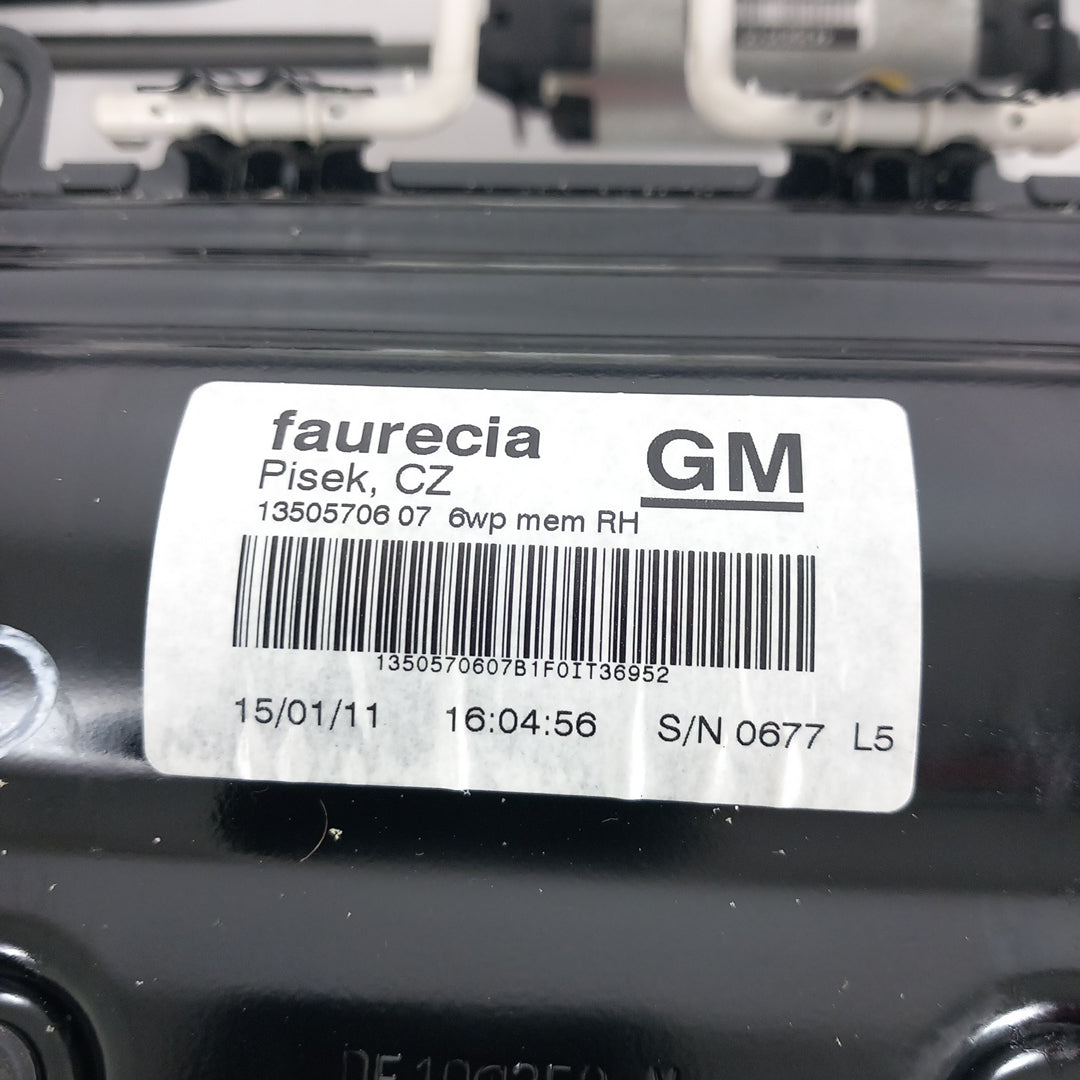 faurecia
GM
Pisek, CZ
13505706 07 6wp mem RH
1350570607B1F0IT36952
15/01/11 16:04:56 S/N 0677 L5